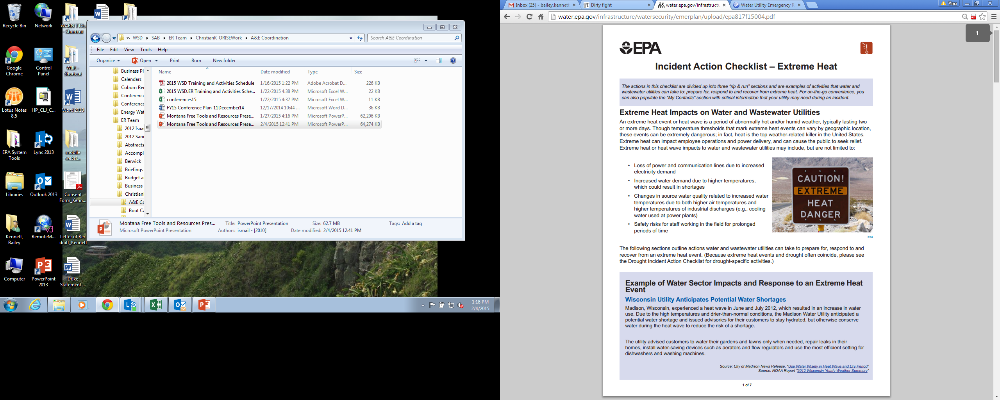 Recycle Bin
Network
WARN TTXs - Shortcut
Google Chrome
Control Panel
WIIR - Shortcut
Lotus Notes 8.5
HP_CLJ_C...
Word 2013
EPA System Tools
Lync 2013
mobile websi...
Libraries
Outlook 2013
Consent Form_Kenn...
Kennett, Bailey
RemoteM...
v3
Letter of Rec draft_Kennett
Computer
PowerPoint 2013
Duke Statement ...
« WSD ▸ SAB ▸ ER Team ▸ ChristianK-ORISEWork ▸ A&E Coordination
Search A&E Coordination
File Edit View Tools Help
Organize Open Print Burn New folder
Business Pl
Calendars
Coburn Rec
Conference
Conference
Energy Wat
ER Team
2012 Isaa
2012 Sand
Abstracts
Accompl
Berwick
Briefings
Budget a
Business
Christian
A&E Co
Boot Ca
Name Date modified Type Size
2015 WSD Training and Activities Schedule 1/16/2015 1:22 PM Adobe Acrobat D... 226 KB
2015 WSD.ER Training and Activities Sche... 1/22/2015 4:38 PM Microsoft Excel W... 22 KB
conferences15 1/22/2015 4:37 PM Microsoft Excel W... 11 KB
FY15 Conference Plan_11December14 12/17/2014 10:44 ... Microsoft Word D... 36 KB
Montana Free Tools and Resources Prese... 1/27/2015 4:16 PM Microsoft PowerP... 62,206 KB
Montana Free Tools and Resources Prese... 2/4/2015 12:41 PM Microsoft PowerP... 64,274 KB
Montana Free Tools and Resources Pres... Title: PowerPoint Presentation Size: 62.7 MB Tags: Add a tag
Microsoft PowerPoint Presentation Authors: ismail - [2010] Date modified: 2/4/2015 12:41 PM
1:18 PM
2/4/2015
Inbox (25) - bailey.kennett
Dirty fight
US EPA water.epa.gov/infrastructu
Water Utility Emergency R
You
water.epa.gov/infrastructure/watersecurity/emerplan/upload/epa817f15004.pdf
1
EPA
Incident Action Checklist – Extreme Heat
The actions in this checklist are divided up into three “rip & run” sections and are examples of activities that water and
wastewater utilities can take to: prepare for, respond to and recover from extreme heat. For on-the-go convenience, you
can also populate the “My Contacts” section with critical information that your utility may need during an incident.
Extreme Heat Impacts on Water and Wastewater Utilities
An extreme heat event or heat wave is a period of abnormally hot and/or humid weather, typically lasting two
or more days. Though temperature thresholds that mark extreme heat events can vary by geographic location,
these events can be extremely dangerous; in fact, heat is the top weather-related killer in the United States.
Extreme heat can impact employee operations and power delivery, and can cause the public to seek relief.
Extreme heat or heat wave impacts to water and wastewater utilities may include, but are not limited to:
• Loss of power and communication lines due to increased
electricity demand
• Increased water demand due to higher temperatures,
which could result in shortages
• Changes in source water quality related to increased water
temperatures due to both higher air temperatures and
higher temperatures of industrial discharges (e.g., cooling
water used at power plants)
• Safety risks for staff working in the field for prolonged
periods of time
CAUTION!
EXTREME
HEAT
DANGER
EPA
The following sections outline actions water and wastewater utilities can take to prepare for, respond to and
recover from an extreme heat event. (Because extreme heat events and drought often coincide, please see
the Drought Incident Action Checklist for drought-specific activities.)
Example of Water Sector Impacts and Response to an Extreme Heat
Event
Wisconsin Utility Anticipates Potential Water Shortages
Madison, Wisconsin, experienced a heat wave in June and July 2012, which resulted in an increase in water
use. Due to the high temperatures and drier-than-normal conditions, the Madison Water Utility anticipated a
potential water shortage and issued advisories for their customers to stay hydrated, but otherwise conserve
water during the heat wave to reduce the risk of a shortage.
The utility advised customers to water their gardens and lawns only when needed, repair leaks in their
homes, install water-saving devices such as aerators and flow regulators and use the most efficient setting for
dishwashers and washing machines.
Source: City of Madison News Release, “Use Water Wisely in Heat Wave and Dry Period”
Source: NOAA Report “2012 Wisconsin Yearly Weather Summary”
1 of 7